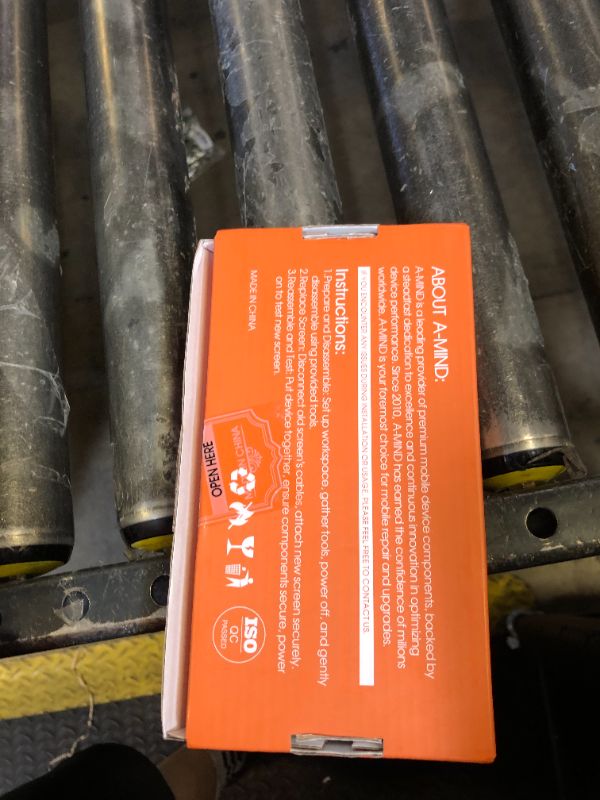 ABOUT A-MIND:
A-MIND is a leading provider of premium mobile device components, backed by
a steadfast dedication to excellence and continuous innovation in optimizing
device performance. Since 2010, A-MIND has earned the confidence of millions
worldwide. A-MIND is your foremost choice for mobile repair and upgrades.
IF YOU ENCOUNTER ANY ISSUES DURING INSTALLATION OR USAGE, PLEASE FEEL FREE TO CONTACT US
Instructions:
1.Prepare and Disassemble: Set up workspace, gather tools, power off, and gently
disassemble using provided tools.
2.Replace Screen: Disconnect old screen's cables, attach new screen securely.
3.Reassemble and Test: Put device together, ensure components secure, power
on to test new screen.
MADE IN CHINA
OPEN HERE
CHINA
ISO
QC
PASSED